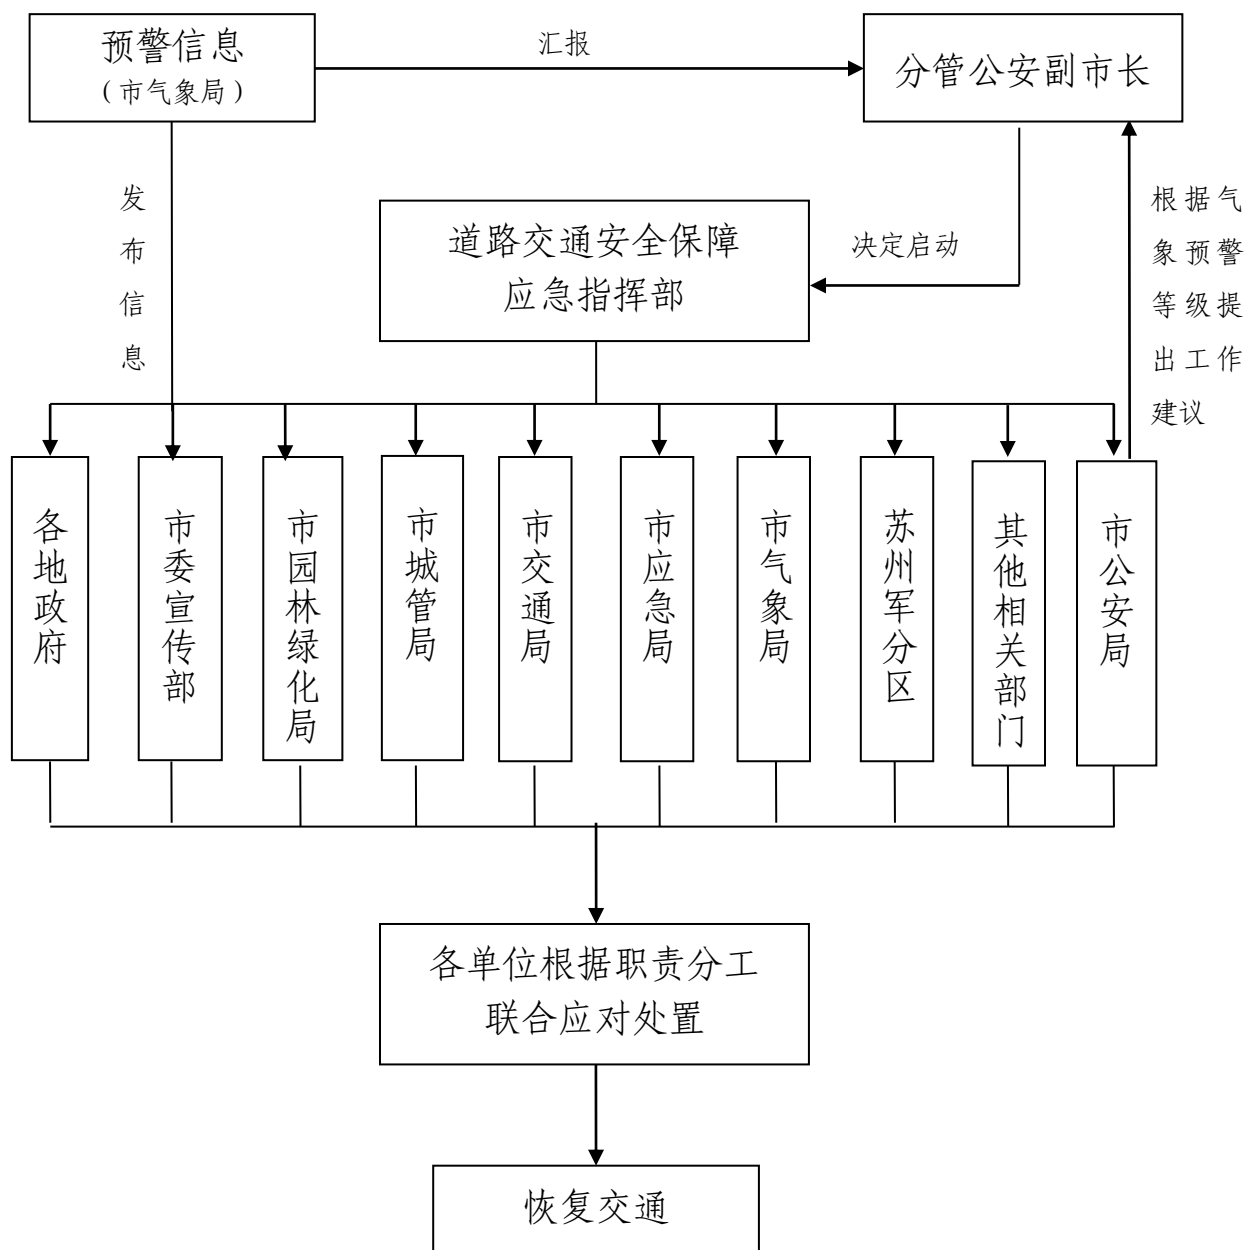 预警信息
（市气象局）
汇报
分管公安副市长
发布信息
道路交通安全保障
应急指挥部
决定启动
根据气
象预警
等级提
出工作
建议
各地政府
市委宣传部
市园林绿化局
市城管局
市交通局
市应急局
市气象局
苏州军分区
其他相关部门
市公安局
各单位根据职责分工
联合应对处置
恢复交通